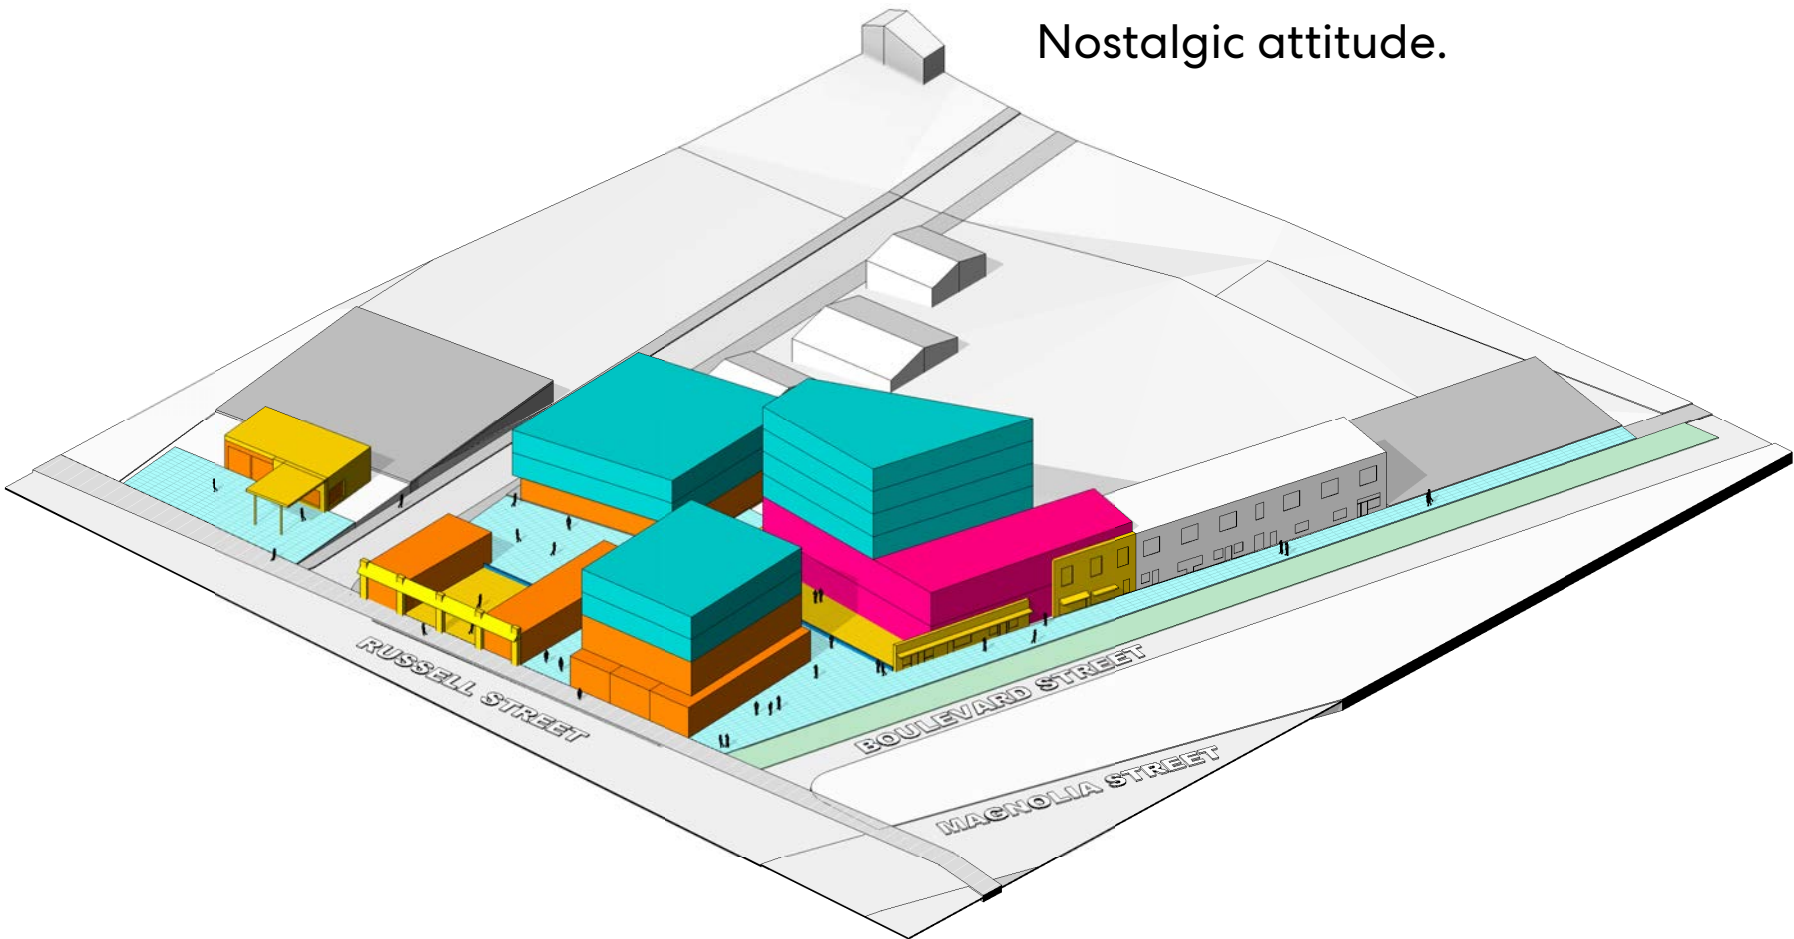 Nostalgic attitude.
RUSSELL STREET
BOULEVARD STREET
MAGNOLIA STREET